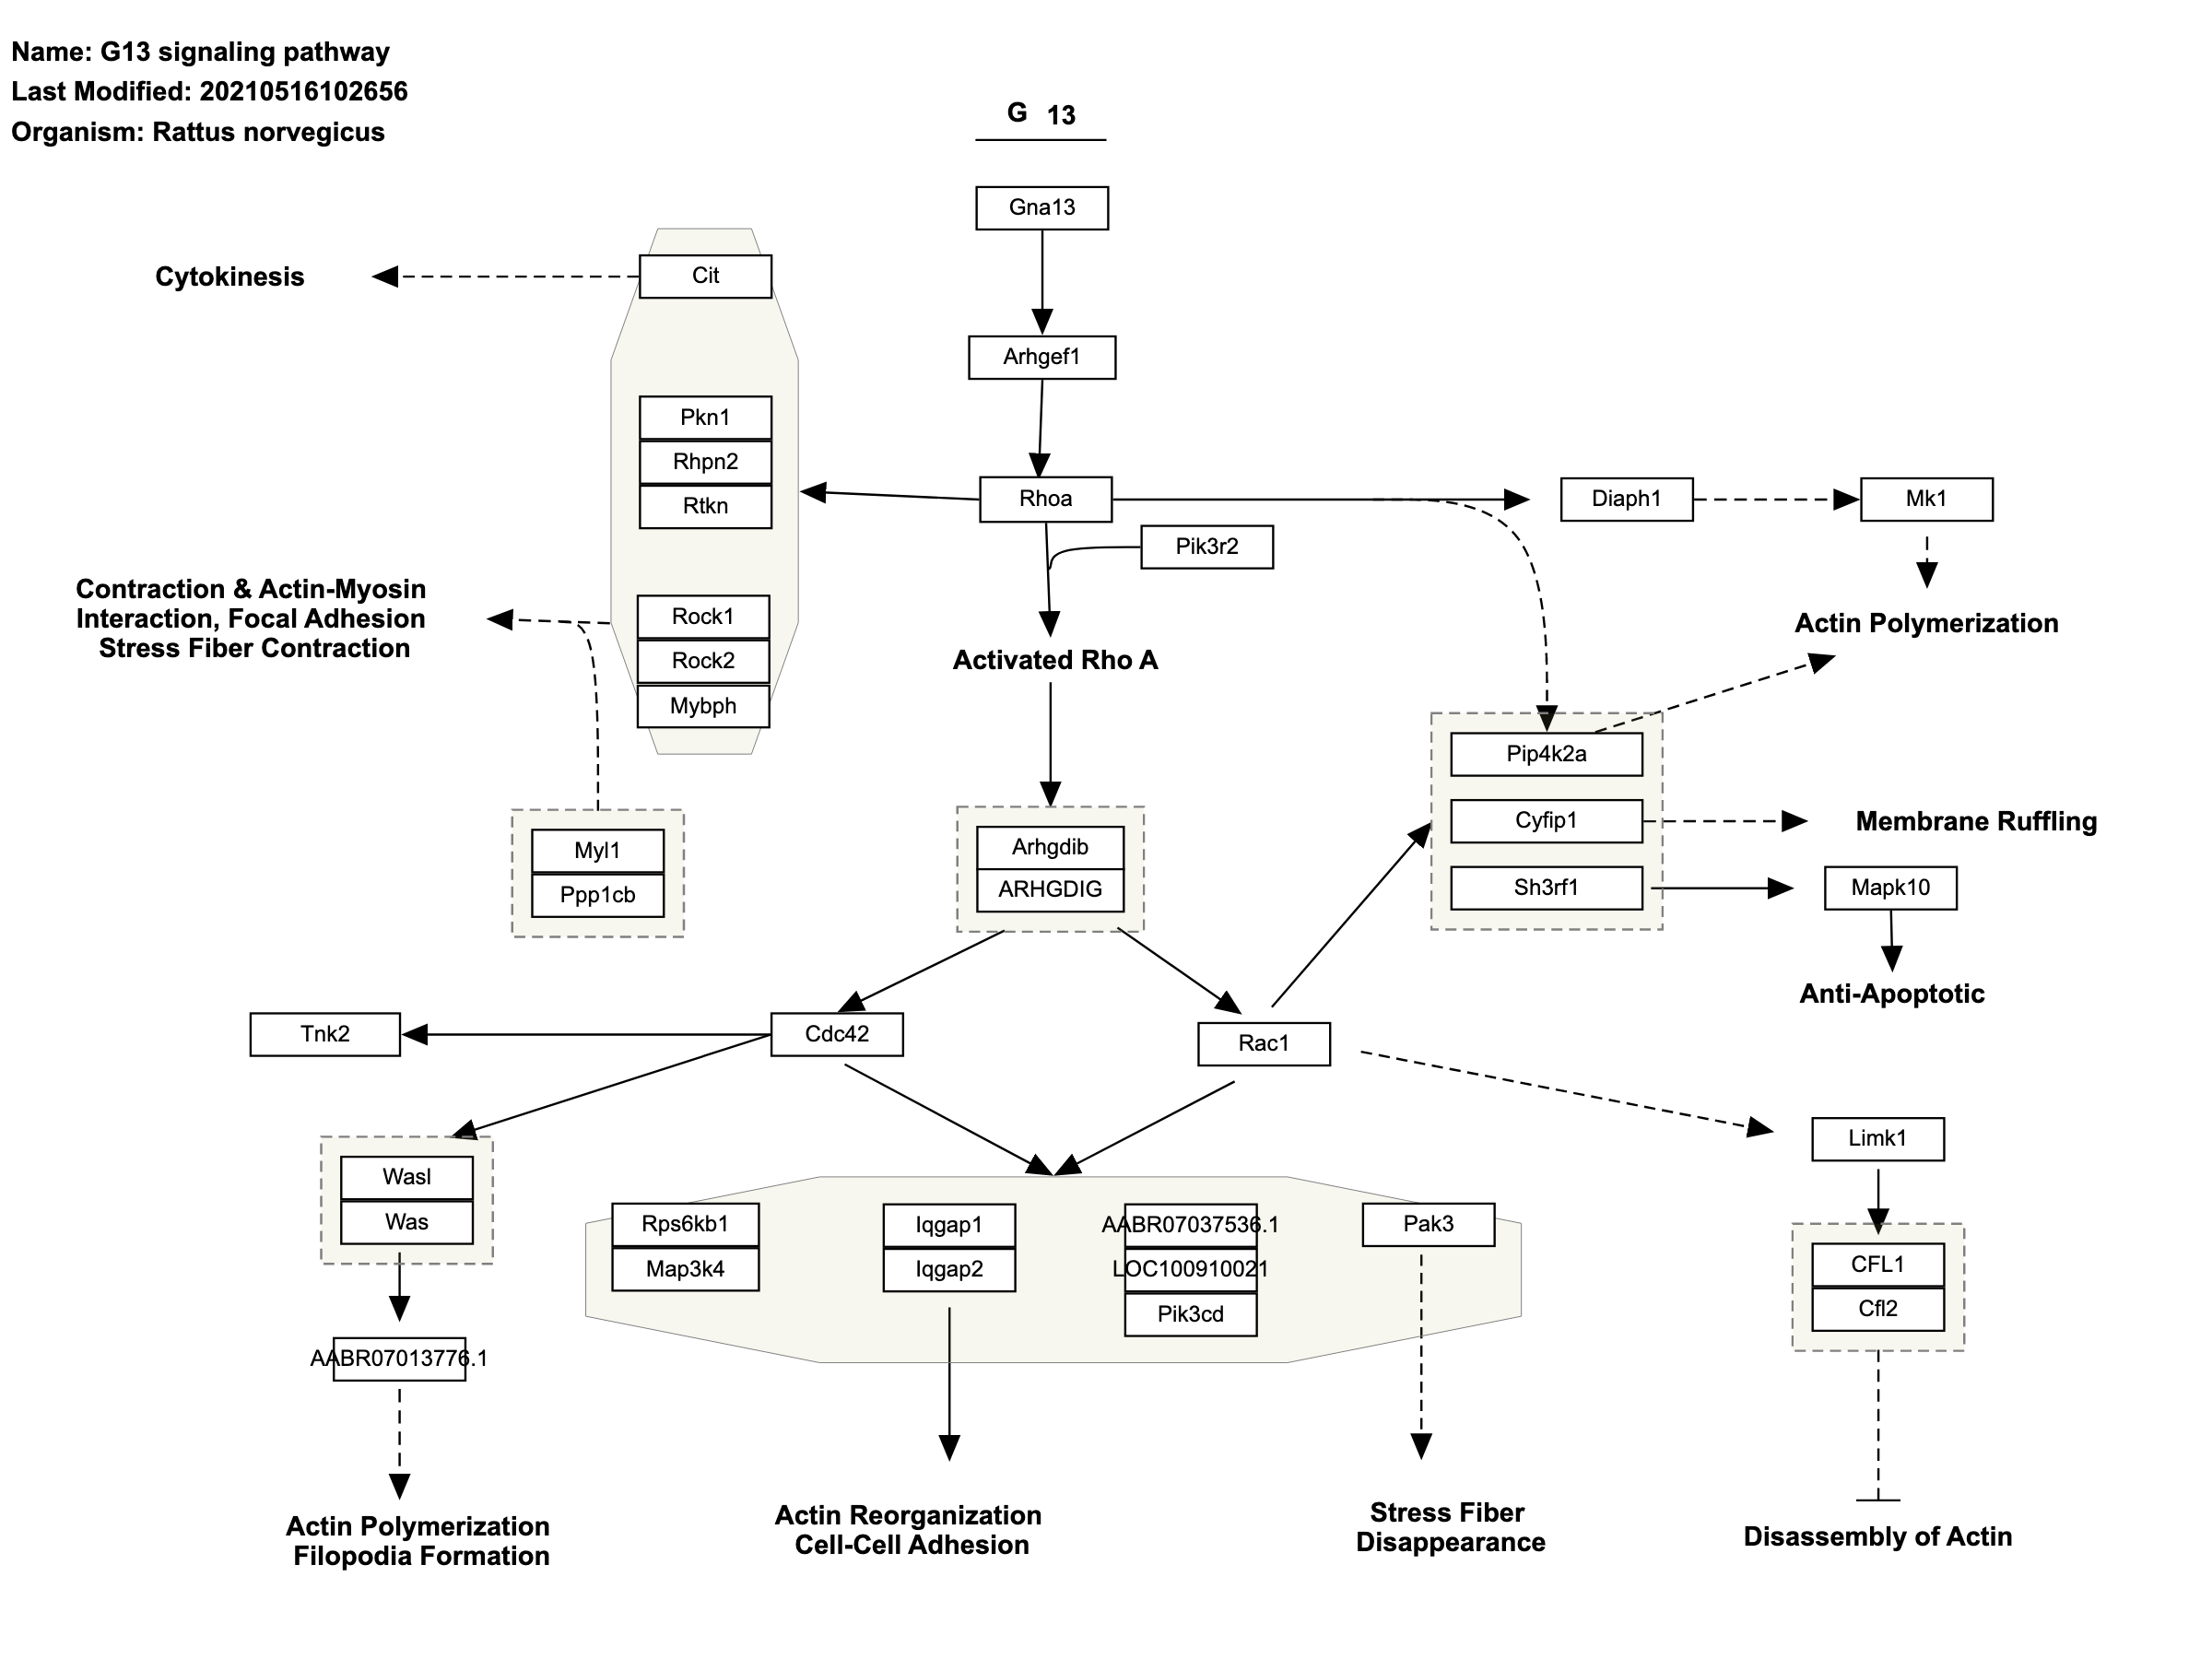 Name: G13 signaling pathway
Last Modified: 20210516102656
Organism: Rattus norvegicus
G 13
Gna13
Cytokinesis
Cit
Arhgef1
Pkn1
Rhpn2
Rtkn
Rhoa
Diaph1
Mk1
Pik3r2
Contraction & Actin-Myosin
Interaction, Focal Adhesion
Stress Fiber Contraction
Rock1
Rock2
Mybph
Activated Rho A
Actin Polymerization
Pip4k2a
Cyfip1
Sh3rf1
Membrane Ruffling
Mapk10
Anti-Apoptotic
Myl1
Ppp1cb
Arhgdib
ARHGDIG
Tnk2
Cdc42
Rac1
Limk1
Wasl
Was
Rps6kb1
Map3k4
Iqgap1
Iqgap2
AABR07037536.1
LOC100910021
Pik3cd
Pak3
CFL1
Cfl2
AABR07013776.1
Actin Polymerization
Filopodia Formation
Actin Reorganization
Cell-Cell Adhesion
Stress Fiber
Disappearance
Disassembly of Actin